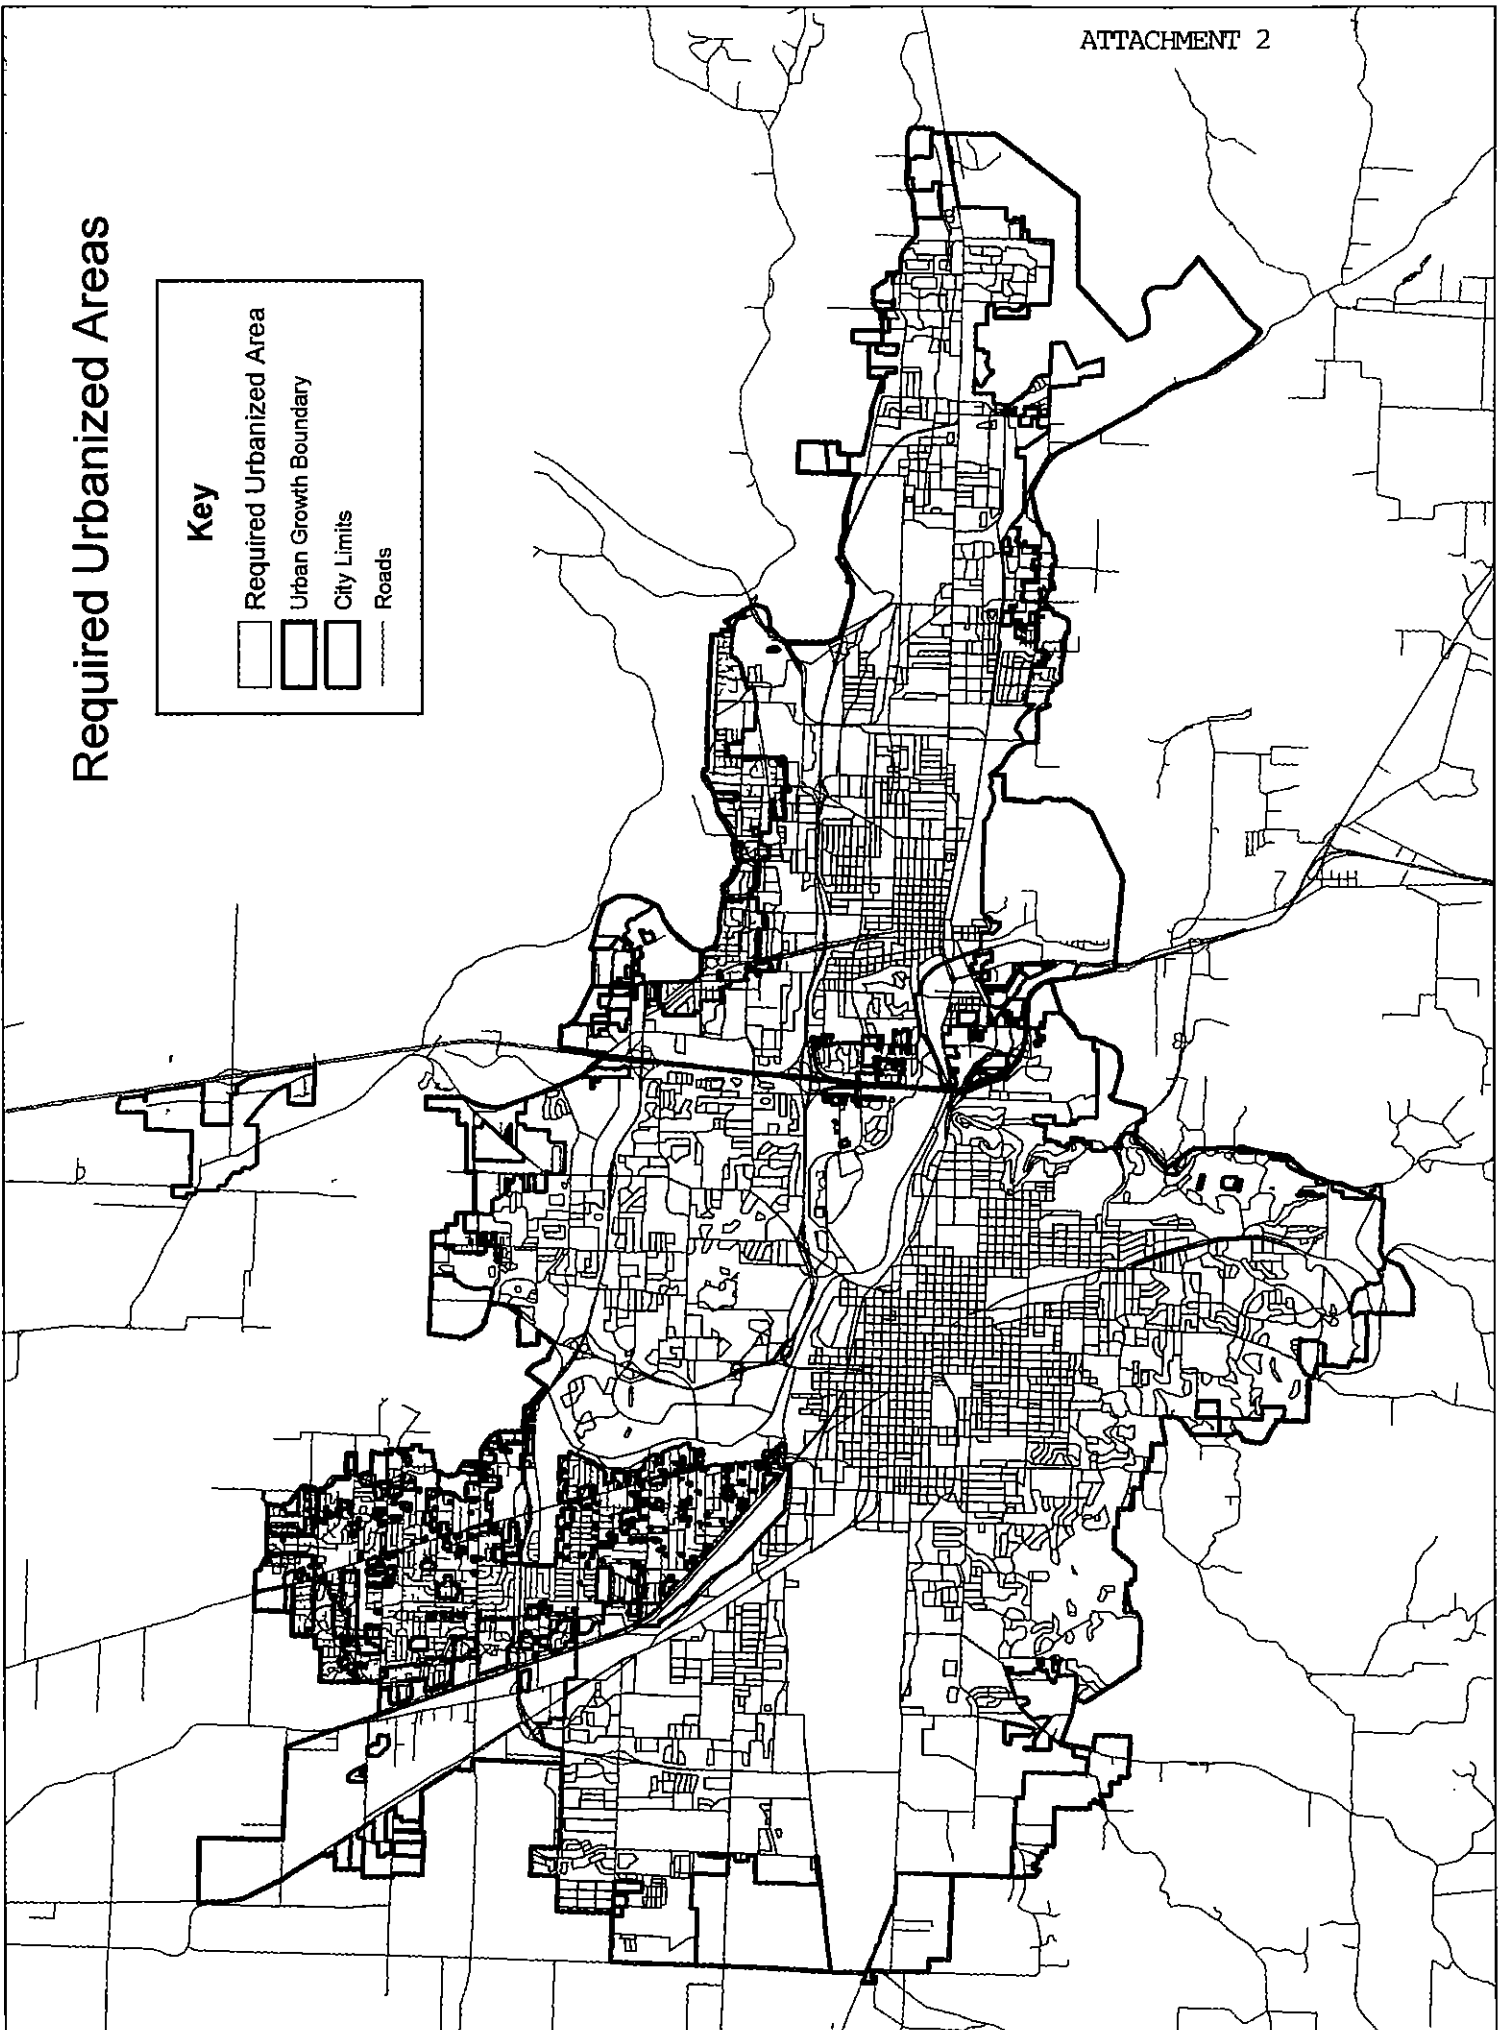 ATTACHMENT 2
Required Urbanized Areas
Key
Required Urbanized Area
Urban Growth Boundary
City Limits
Roads